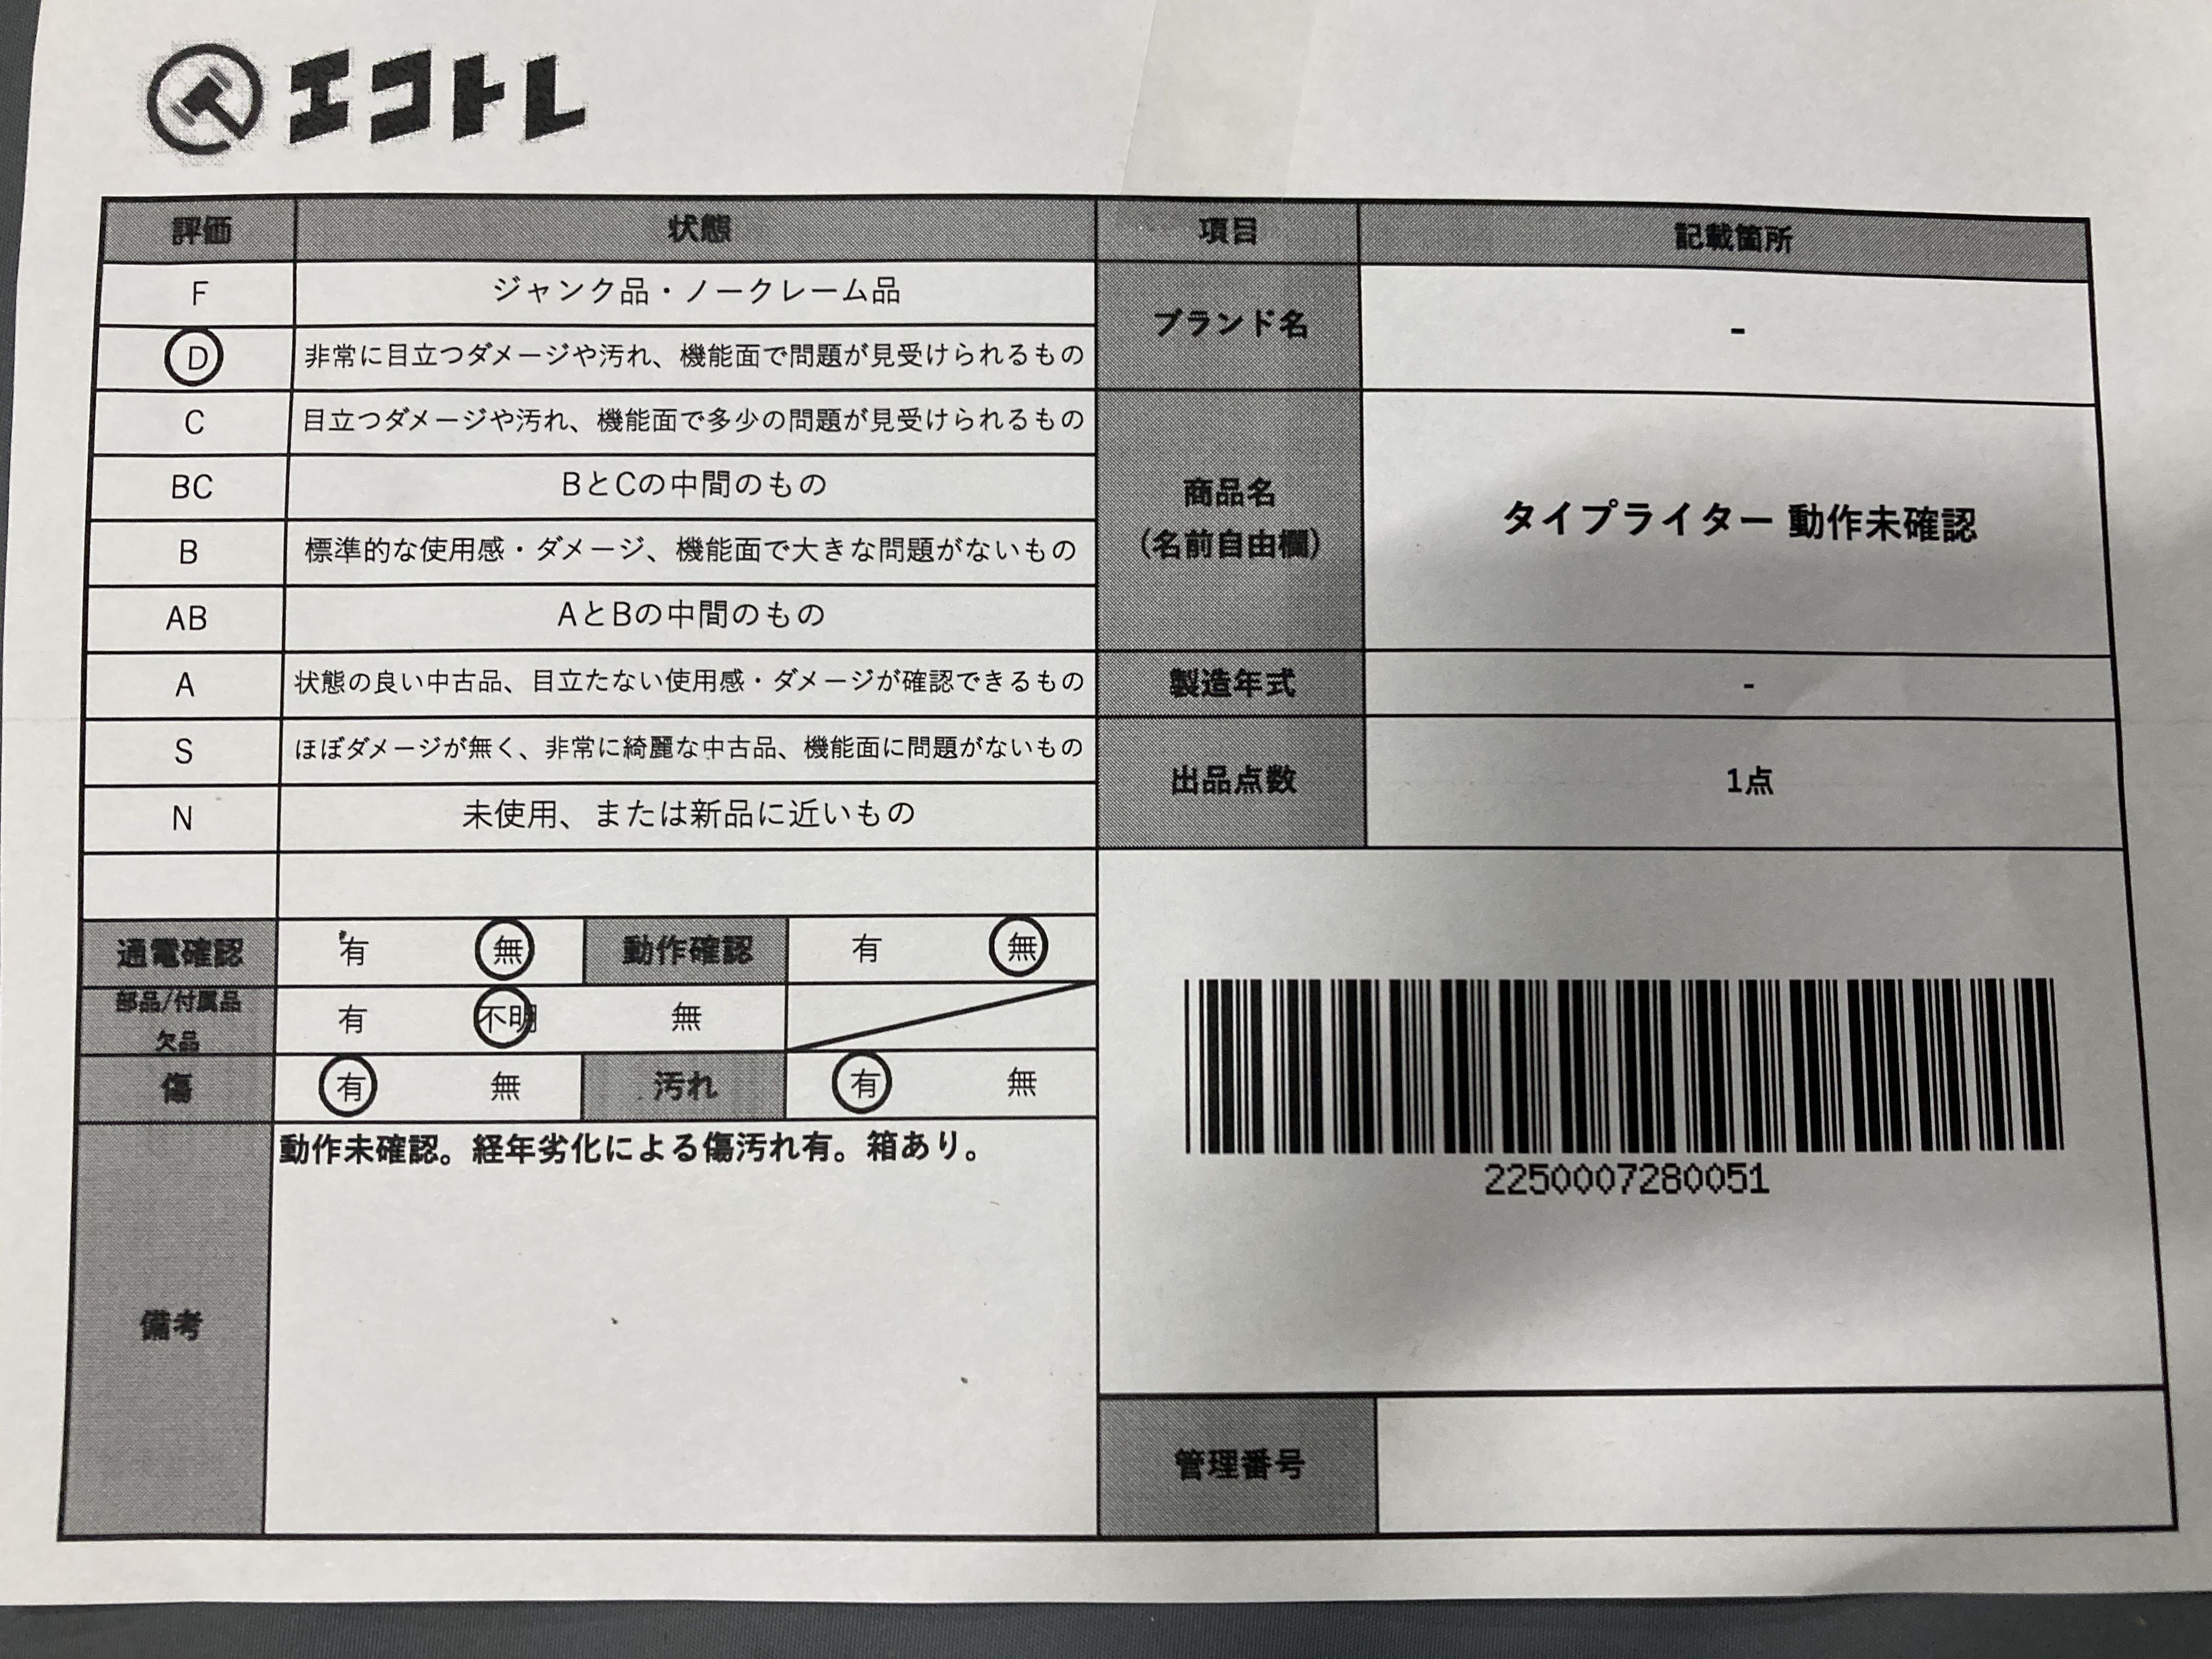 エコトレ
評価 状態 項目 記載箇所
F ジャンク品・ノークレーム品
D 非常に目立つダメージや汚れ、機能面で問題が見受けられるもの
ブランド名 -
C 目立つダメージや汚れ、機能面で多少の問題が見受けられるもの
BC BとCの中間のもの
B 標準的な使用感・ダメージ、機能面で大きな問題がないもの
AB AとBの中間のもの
商品名
(名前自由欄)
タイプライター 動作未確認
A 状態の良い中古品、目立たない使用感・ダメージが確認できるもの
製造年式 -
S ほぼダメージが無く、非常に綺麗な中古品、機能面に問題がないもの
N 未使用、または新品に近いもの
出品点数 1点
通電確認 有 無 動作確認 有 無
部品/付属品
欠品
有 不明 無
傷 有 無 汚れ 有 無
備考
動作未確認。経年劣化による傷汚れ有。箱あり。
2250007280051
管理番号